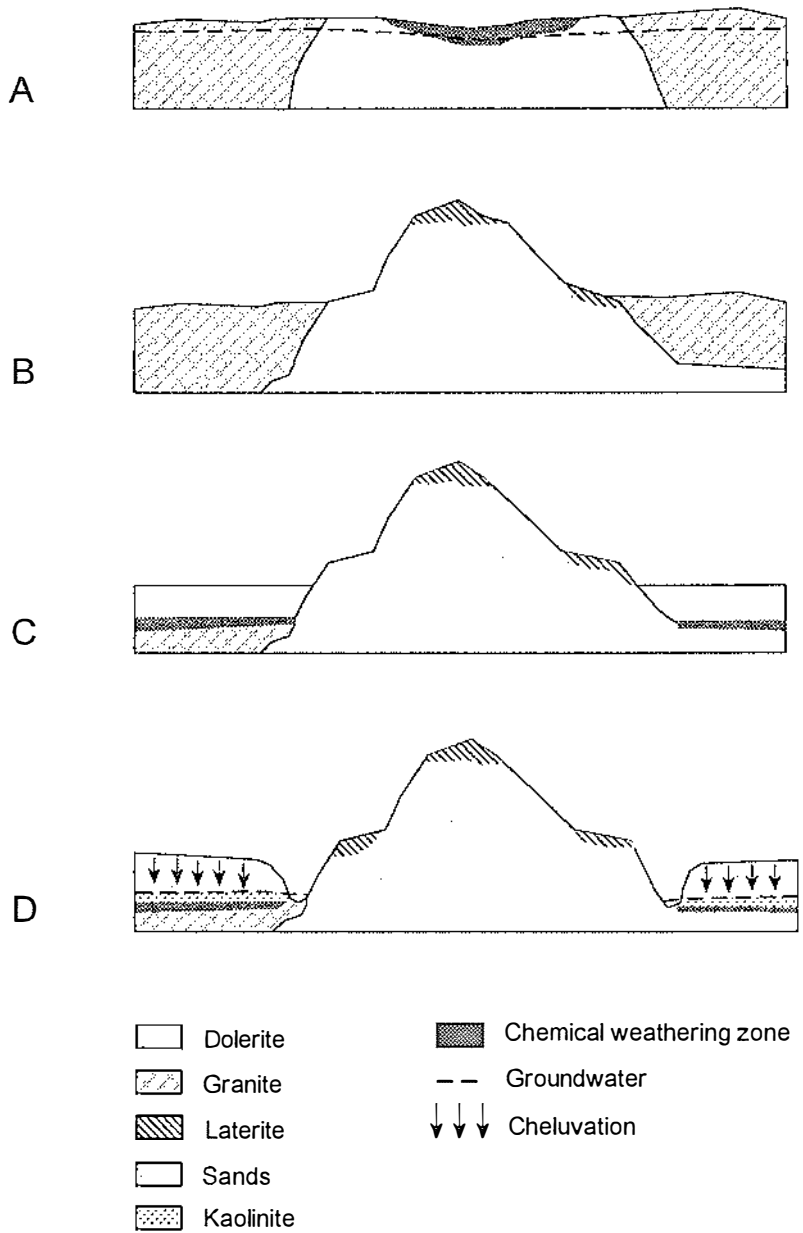 A
B
C
D
Dolerite
Granite
Laterite
Sands
Kaolinite
Chemical weathering zone
Groundwater
Cheluvation